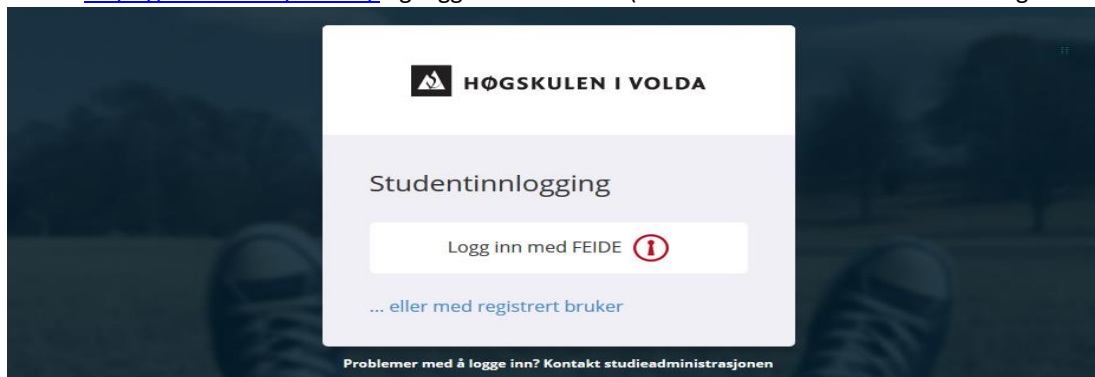 HØGSKULEN I VOLDA
Studentinnlogging
Logg inn med FEIDE
... eller med registrert bruker
Problemer med å logge inn? Kontakt studieadministrasjonen